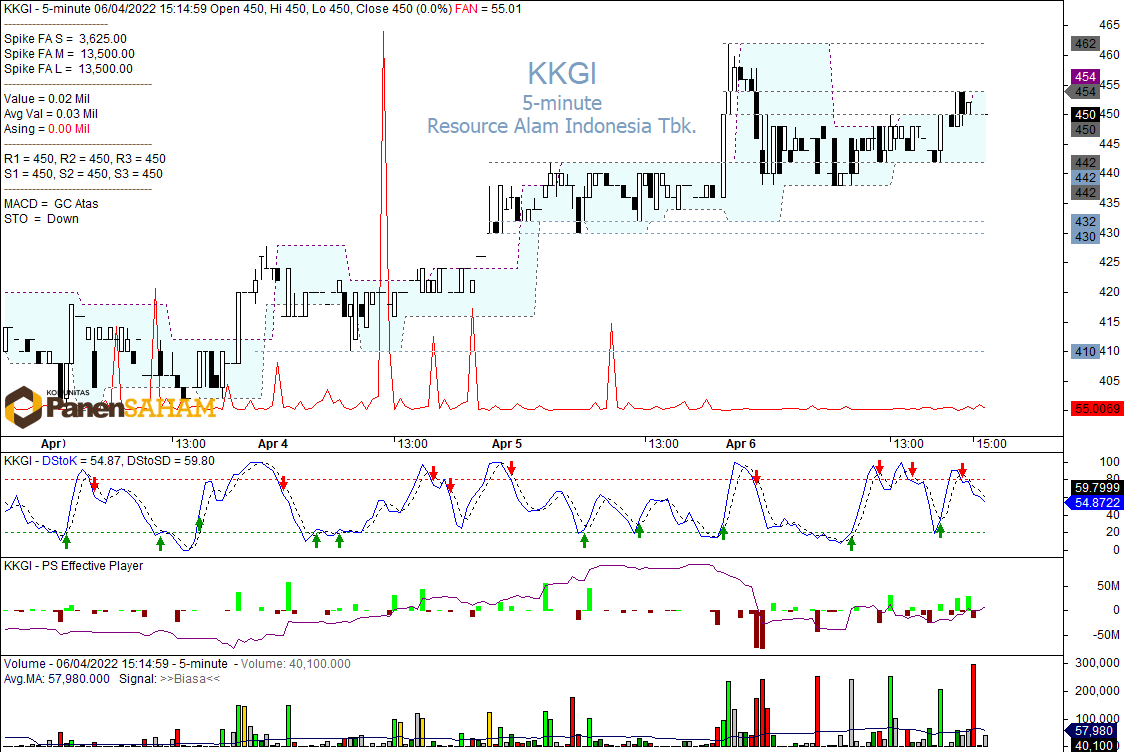 KKGI - 5-minute 06/04/2022 15:14:59 Open 450, Hi 450, Lo 450, Close 450 (0.0%) FAN = 55.01
Spike FA S = 3,625.00
Spike FA M = 13,500.00
Spike FA L = 13,500.00
Value = 0.02 Mil
Avg Val = 0.03 Mil
Asing = 0.00 Mil
R1 = 450, R2 = 450, R3 = 450
S1 = 450, S2 = 450, S3 = 450
MACD = GC Atas
STO = Down
KKGI
5-minute
Resource Alam Indonesia Tbk.
465
462
460
454
454
450 450
450
445
442
442 440
442
435
432
430 430
425
420
415
410 410
405
55.0069
KOMUNITAS
PanenSAHAM
Apr 13:00 Apr 4 13:00 Apr 5 13:00 Apr 6 13:00 15:00
KKGI - DStoK = 54.87, DStoSD = 59.80
100
59.7999
54.8722
40
20
0
KKGI - PS Effective Player
50M
0
-50M
Volume - 06/04/2022 15:14:59 - 5-minute - Volume: 40,100.000
Avg.MA: 57,980.000 Signal: >>Biasa<<
300,000
200,000
100,000
57,980
40,100